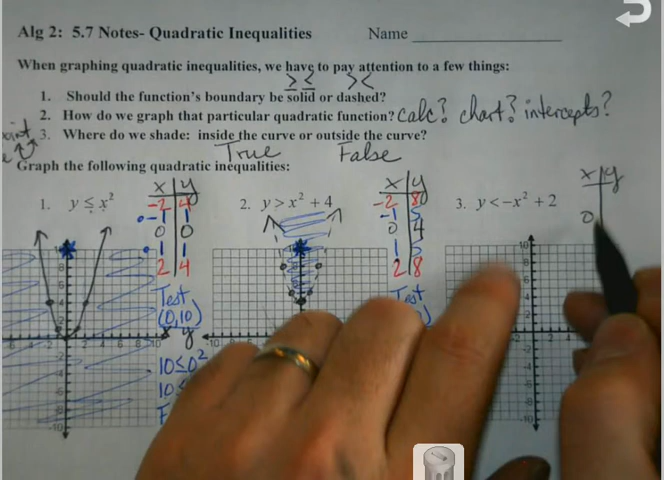 Alg 2: 5.7 Notes- Quadratic Inequalities Name
When graphing quadratic inequalities, we have to pay attention to a few things:
≥ ≤ > <
1. Should the function's boundary be solid or dashed?
2. How do we graph that particular quadratic function? Calc? chart? intercepts?
3. Where do we shade: inside the curve or outside the curve?
True False
Graph the following quadratic inequalities:
1. y ≤ x²
x | y
-2 | 4
-1 | 1
0 | 0
1 | 1
2 | 4
Test
(0,10)
x y
10≤0²
10≤
F
2. y > x² + 4
x | y
-2 | 8
-1 | 5
0 | 4
1 | 5
2 | 8
Test
3. y < -x² + 2
x | y
0